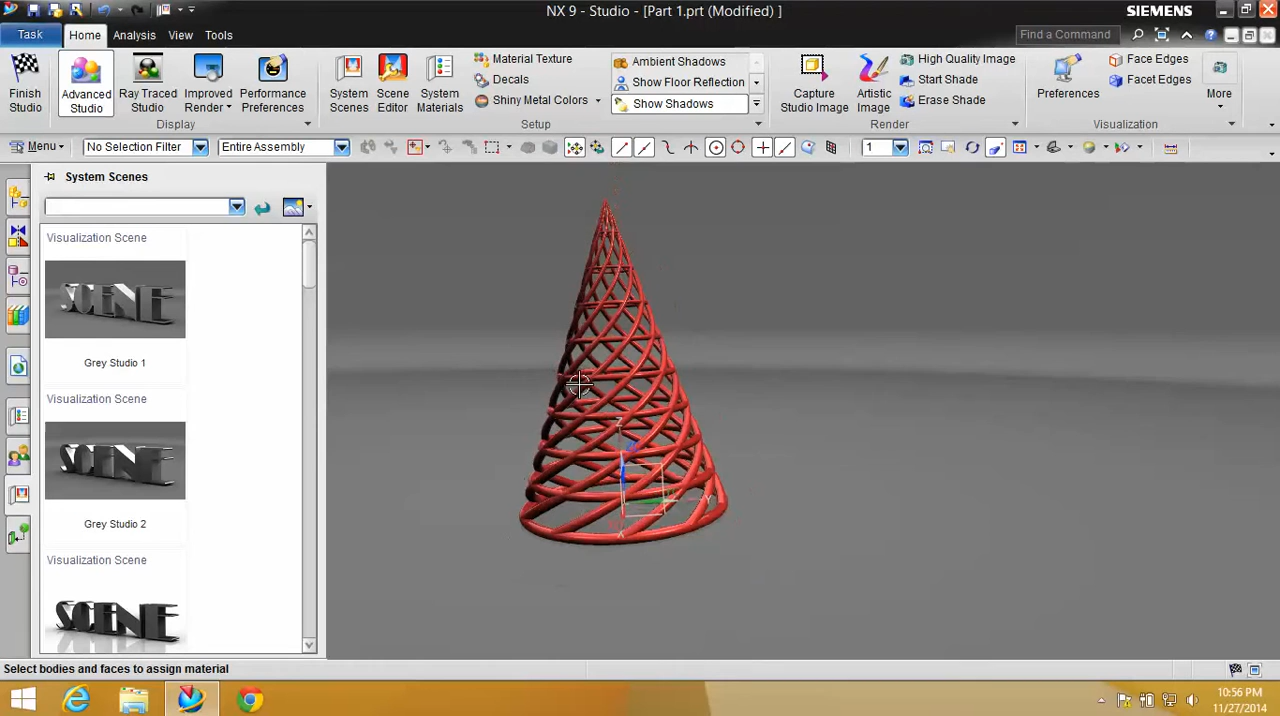 NX 9 - Studio - [Part 1.prt (Modified) ]
SIEMENS
Task
Home
Analysis
View
Tools
Find a Command
Finish Studio
Advanced Studio
Ray Traced Studio
Improved Render
Performance Preferences
Display
System Scenes
Scene Editor
System Materials
Material Texture
Decals
Shiny Metal Colors
Setup
Ambient Shadows
Show Floor Reflection
Show Shadows
Capture Studio Image
Artistic Image
High Quality Image
Start Shade
Erase Shade
Render
Preferences
Face Edges
Facet Edges
Visualization
More
Menu
No Selection Filter
Entire Assembly
1
System Scenes
Visualization Scene
SCENE
Grey Studio 1
Visualization Scene
SCENE
Grey Studio 2
Visualization Scene
SCENE
Z
Y
X
Select bodies and faces to assign material
10:56 PM
11/27/2014